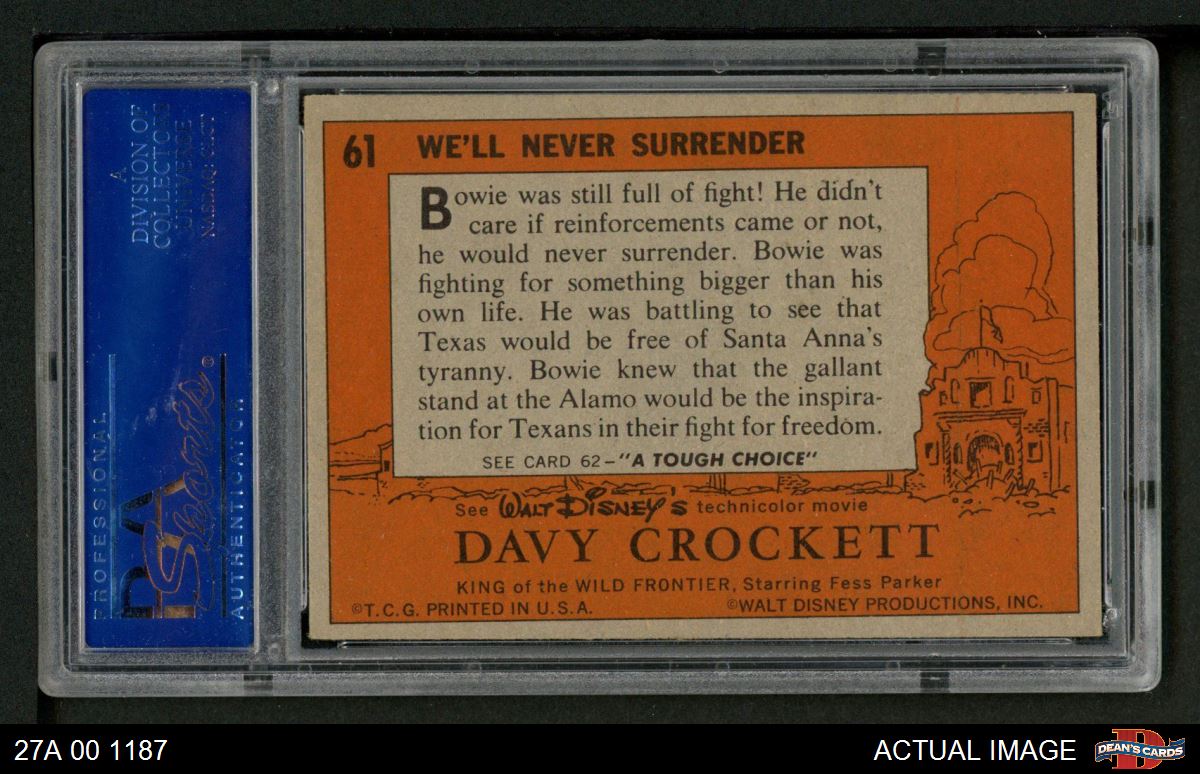 A
DIVISION OF
COLLECTORS
UNIVERSE
NASDAQ: CLCT
PROFESSIONAL
PSA
Sports
®
AUTHENTICATOR
61 WE'LL NEVER SURRENDER
Bowie was still full of fight! He didn't
care if reinforcements came or not,
he would never surrender. Bowie was
fighting for something bigger than his
own life. He was battling to see that
Texas would be free of Santa Anna's
tyranny. Bowie knew that the gallant
stand at the Alamo would be the inspira-
tion for Texans in their fight for freedom.
SEE CARD 62–"A TOUGH CHOICE"
See WALT DISNEY'S technicolor movie
DAVY CROCKETT
KING of the WILD FRONTIER, Starring Fess Parker
©T.C.G. PRINTED IN U.S.A. ©WALT DISNEY PRODUCTIONS, INC.
27A 00 1187 ACTUAL IMAGE
D
DEAN'S CARDS